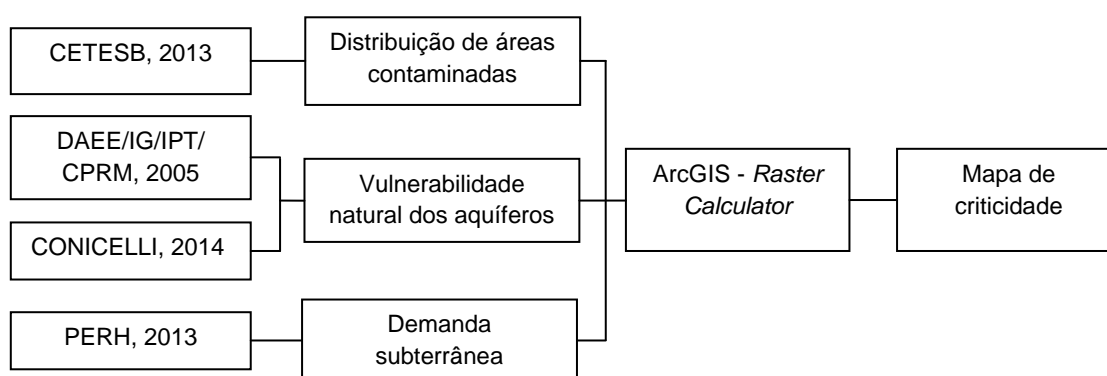 CETESB, 2013
Distribuição de áreas
contaminadas
DAEE/IG/IPT/
CPRM, 2005
CONICELLI, 2014
Vulnerabilidade
natural dos aquíferos
PERH, 2013
Demanda
subterrânea
ArcGIS - Raster
Calculator
Mapa de
criticidade